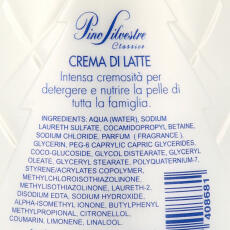 Pino Silvestre
Classico
CREMA DI LATTE
Intensa cremosità per
detergere e nutrire la pelle di
tutta la famiglia.
INGREDIENTS: AQUA (WATER), SODIUM
LAURETH SULFATE, COCAMIDOPROPYL BETAINE,
SODIUM CHLORIDE, PARFUM ( FRAGRANCE ),
GLYCERIN, PEG-6 CAPRYLIC CAPRIC GLYCERIDES,
COCO-GLUCOSIDE, GLYCOL DISTEARATE, GLYCERYL
OLEATE, GLYCERYL STEARATE, POLYQUATERNIUM-7,
STYRENE/ACRYLATES COPOLYMER,
METHYLCHLOROISOTHIAZOLINONE,
METHYLISOTHIAZOLINONE, LAURETH-2,
DISODIUM EDTA, SODIUM HYDROXIDE,
ALPHA-ISOMETHYL IONONE, BUTYLPHENYL
METHYLPROPIONAL, CITRONELLOL,
COUMARIN, LIMONENE, LINALOOL.
408681